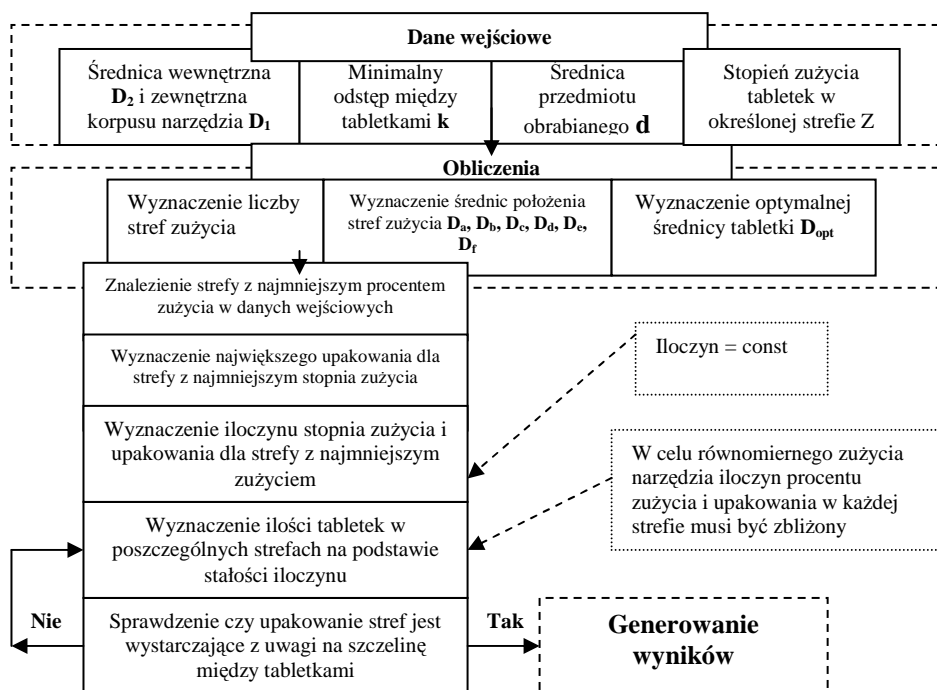 Dane wejściowe
Średnica wewnętrzna
D₂ i zewnętrzna
korpusu narzędzia D₁
Minimalny
odstęp między
tabletkami k
Średnica
przedmiotu
obrabianego d
Stopień zużycia
tabletek w
określonej strefie Z
Obliczenia
Wyznaczenie liczby
stref zużycia
Wyznaczenie średnic położenia
stref zużycia Dₐ, D_b, D_c, D_d, Dₑ,
D_f
Wyznaczenie optymalnej
średnicy tabletki D_opt
Znalezienie strefy z najmniejszym procentem
zużycia w danych wejściowych
Wyznaczenie największego upakowania dla
strefy z najmniejszym stopnia zużycia
Iloczyn = const
Wyznaczenie iloczynu stopnia zużycia i
upakowania dla strefy z najmniejszym
zużyciem
W celu równomiernego zużycia
narzędzia iloczyn procentu
zużycia i upakowania w każdej
strefie musi być zbliżony
Wyznaczenie ilości tabletek w
poszczególnych strefach na podstawie
stałości iloczynu
Nie
Sprawdzenie czy upakowanie stref jest
wystarczające z uwagi na szczelinę
między tabletkami
Tak
Generowanie
wyników